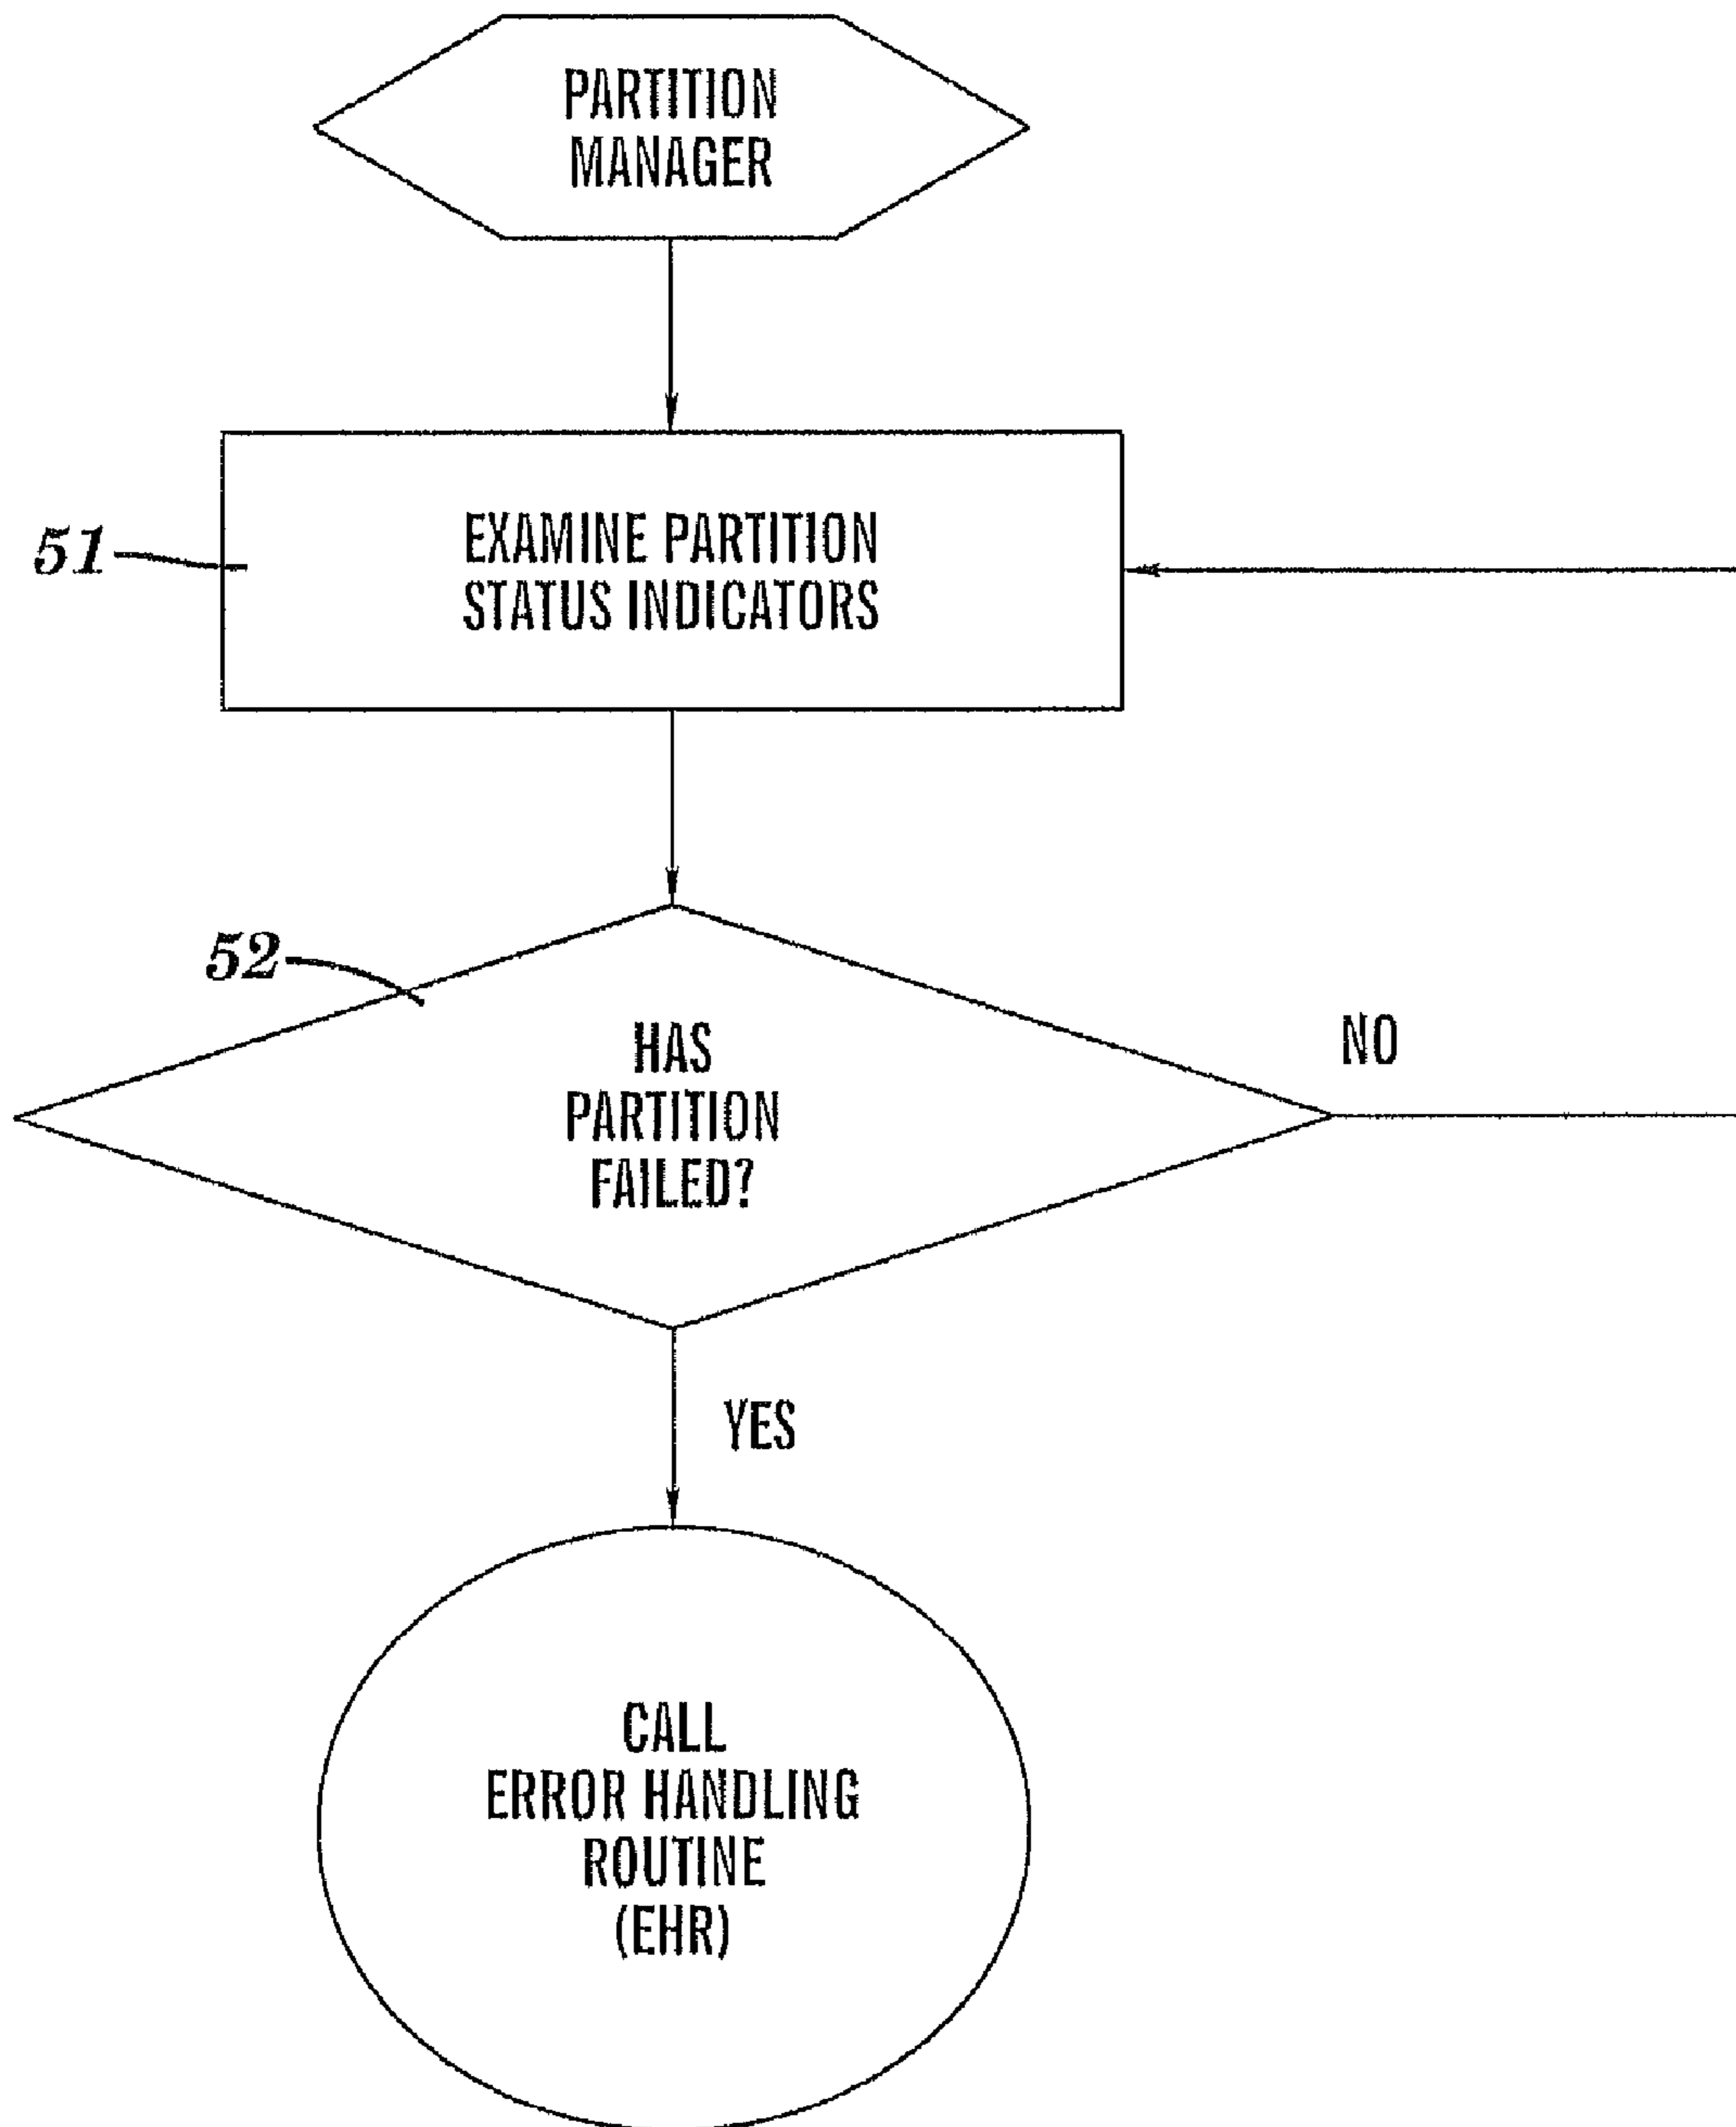 PARTITION
MANAGER
51
EXAMINE PARTITION
STATUS INDICATORS
52
HAS
PARTITION
FAILED?
NO
YES
CALL
ERROR HANDLING
ROUTINE
(EHR)